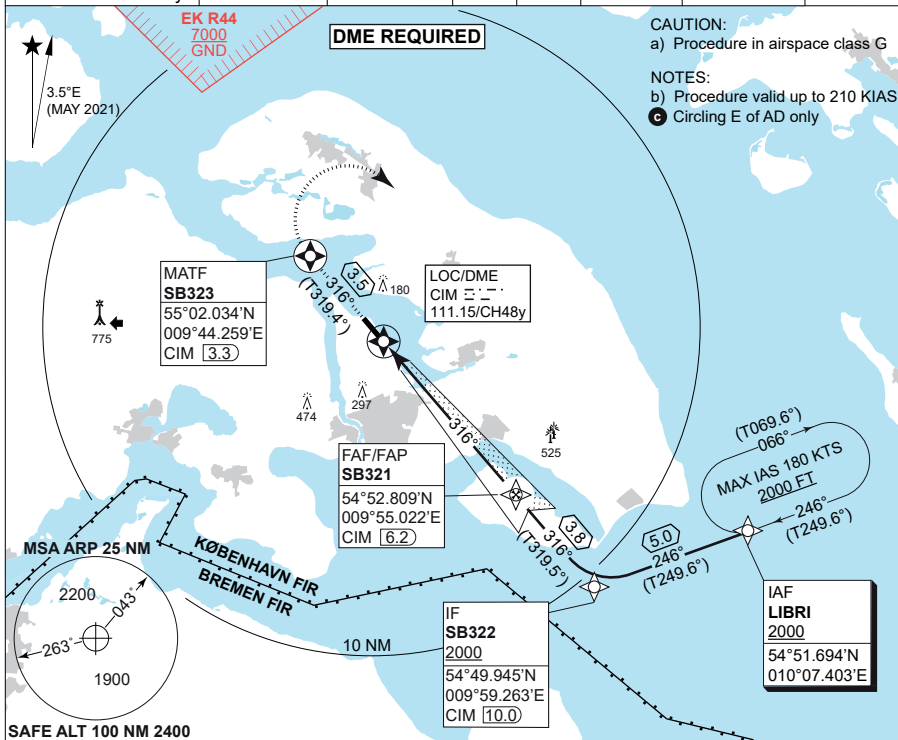 EK R44
7000
GND
DME REQUIRED
CAUTION:
a) Procedure in airspace class G
NOTES:
b) Procedure valid up to 210 KIAS
c Circling E of AD only
3.5°E
(MAY 2021)
MATF
SB323
55°02.034'N
009°44.259'E
CIM 3.3
3.5
316°
(T319.4°)
180
LOC/DME
CIM
111.15/CH48y
775
474
297
316°
525
FAF/FAP
SB321
54°52.809'N
009°55.022'E
CIM 6.2
(T069.6°)
066°
MAX IAS 180 KTS
2000 FT
246°
(T249.6°)
3.8
316°
(T319.5°)
5.0
246°
(T249.6°)
KØBENHAVN FIR
BREMEN FIR
MSA ARP 25 NM
2200
043°
263°
1900
10 NM
IF
SB322
2000
54°49.945'N
009°59.263'E
CIM 10.0
IAF
LIBRI
2000
54°51.694'N
010°07.403'E
SAFE ALT 100 NM 2400